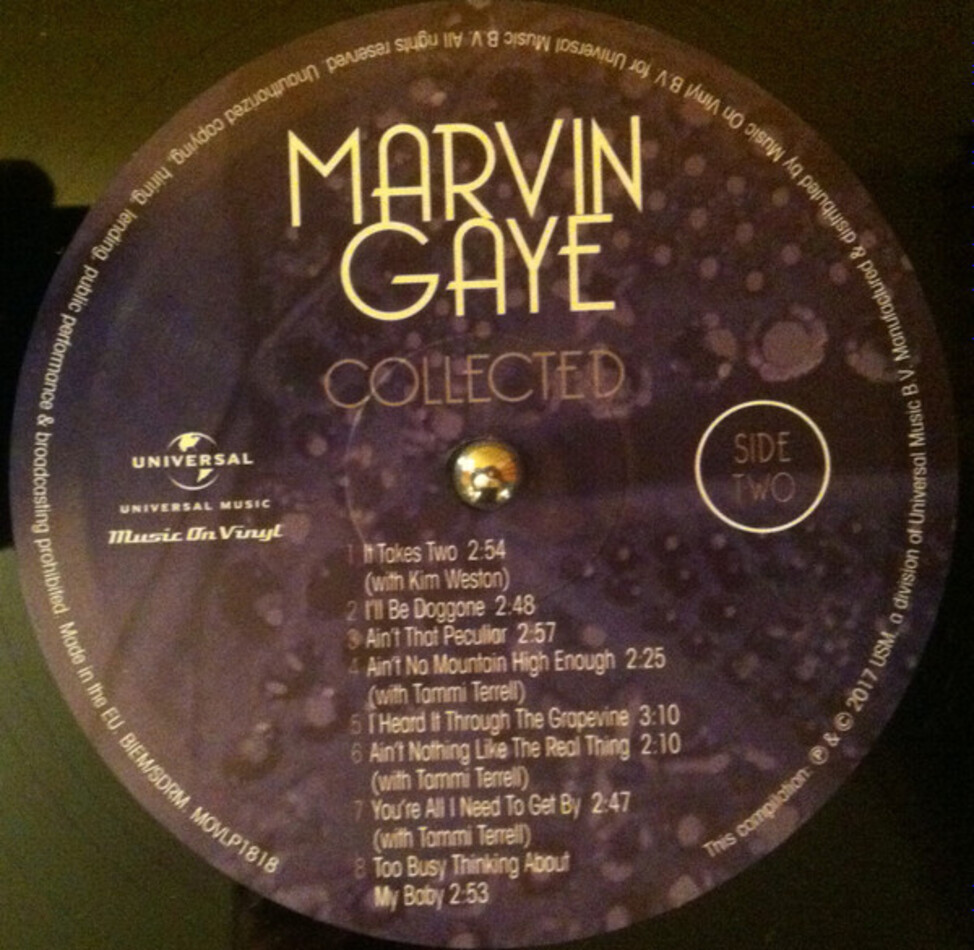 MARVIN
GAYE
COLLECTED
SIDE
TWO
UNIVERSAL
UNIVERSAL MUSIC
Music On Vinyl
1 It Takes Two 2:54
(with Kim Weston)
2 I'll Be Doggone 2:48
3 Ain't That Peculiar 2:57
4 Ain't No Mountain High Enough 2:25
(with Tammi Terrell)
5 I Heard It Through The Grapevine 3:10
6 Ain't Nothing Like The Real Thing 2:10
(with Tammi Terrell)
7 You're All I Need To Get By 2:47
(with Tammi Terrell)
8 Too Busy Thinking About
My Baby 2:53
This compilation: ℗ & © 2017 USM, a division of Universal Music B.V. Manufactured & distributed by Music On Vinyl B.V. for Universal Music B.V. All rights reserved. Unauthorized copying, hiring, lending, public performance & broadcasting prohibited. Made in the EU. BIEM/SDRM. MOVLP1818